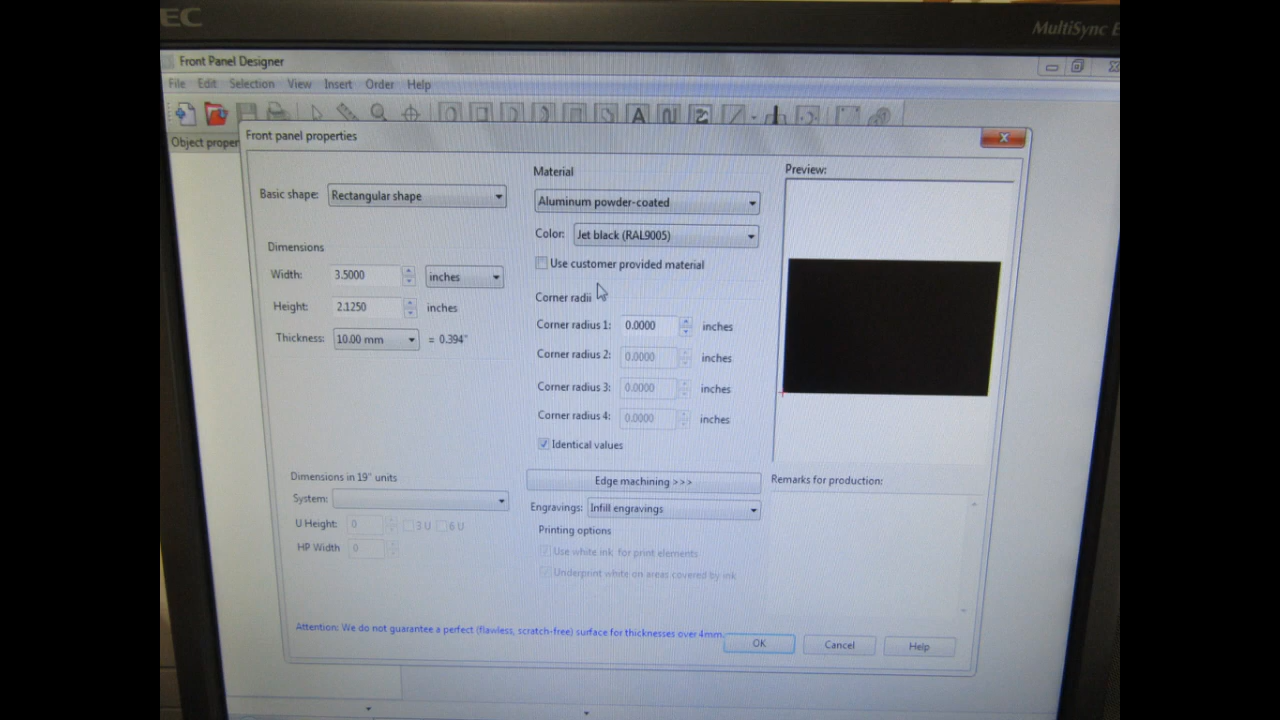 EC
MultiSync E
Front Panel Designer
File Edit Selection View Insert Order Help
Object proper
Front panel properties
Basic shape: Rectangular shape
Dimensions
Width: 3.5000 inches
Height: 2.1250 inches
Thickness: 10.00 mm = 0.394"
Dimensions in 19" units
System:
U Height: 0 3 U 6 U
HP Width 0
Material
Aluminum powder-coated
Color: Jet black (RAL9005)
Use customer provided material
Corner radii
Corner radius 1: 0.0000 inches
Corner radius 2: 0.0000 inches
Corner radius 3: 0.0000 inches
Corner radius 4: 0.0000 inches
Identical values
Edge machining >>>
Engravings: Infill engravings
Printing options
Use white ink for print elements
Underprint white on areas covered by ink
Preview:
Remarks for production:
Attention: We do not guarantee a perfect (flawless, scratch-free) surface for thicknesses over 4mm.
OK Cancel Help